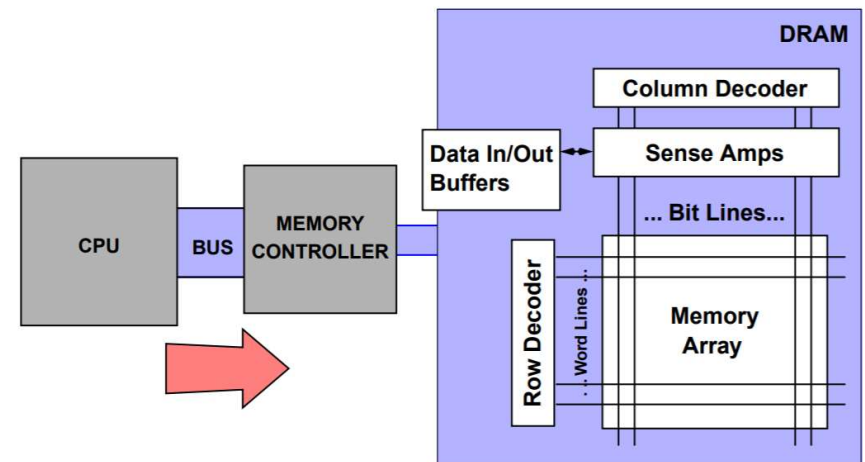 DRAM
Column Decoder
Data In/Out
Buffers
Sense Amps
... Bit Lines...
CPU
BUS
MEMORY
CONTROLLER
Row Decoder
... Word Lines ...
Memory
Array